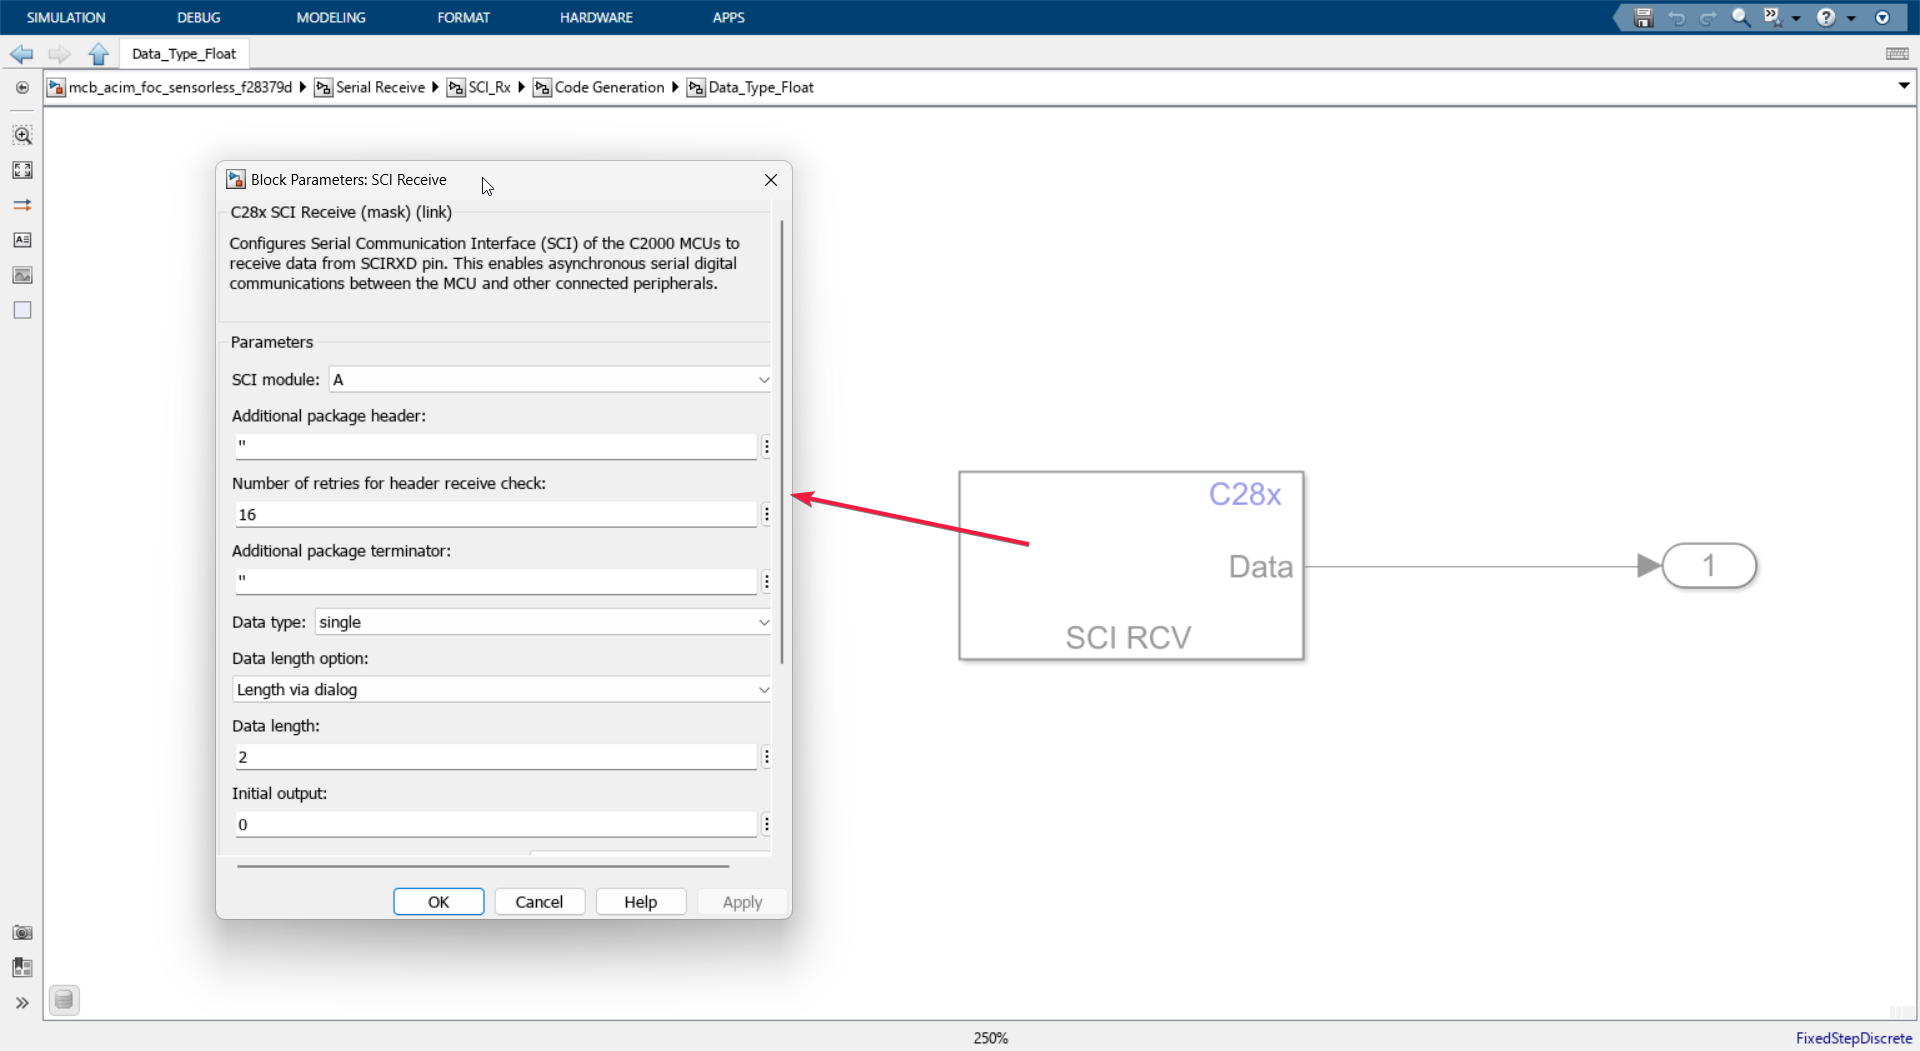 SIMULATION DEBUG MODELING FORMAT HARDWARE APPS
Data_Type_Float
mcb_acim_foc_sensorless_f28379d Serial Receive SCI_Rx Code Generation Data_Type_Float
Block Parameters: SCI Receive
C28x SCI Receive (mask) (link)
Configures Serial Communication Interface (SCI) of the C2000 MCUs to
receive data from SCIRXD pin. This enables asynchronous serial digital
communications between the MCU and other connected peripherals.
Parameters
SCI module: A
Additional package header:
''
Number of retries for header receive check:
16
Additional package terminator:
''
Data type: single
Data length option:
Length via dialog
Data length:
2
Initial output:
0
OK Cancel Help Apply
C28x
Data
SCI RCV
1
250%
FixedStepDiscrete